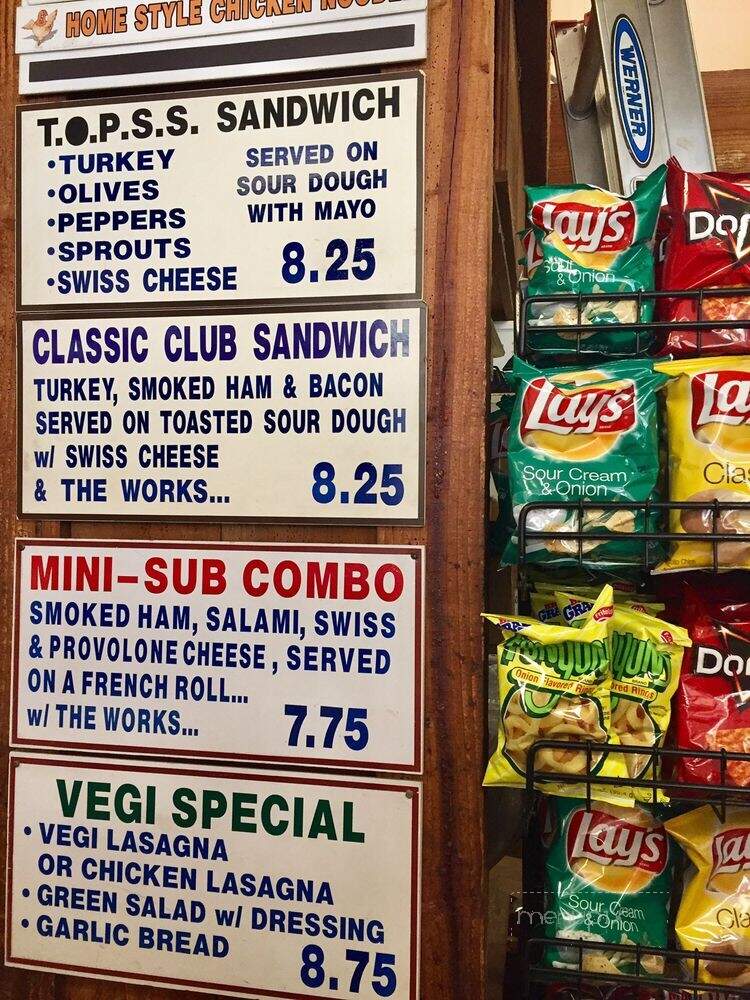 HOME STYLE CHICKEN
T.O.P.S.S. SANDWICH
•TURKEY
•OLIVES
•PEPPERS
•SPROUTS
•SWISS CHEESE
SERVED ON
SOUR DOUGH
WITH MAYO
8.25
CLASSIC CLUB SANDWICH
TURKEY, SMOKED HAM & BACON
SERVED ON TOASTED SOUR DOUGH
w/ SWISS CHEESE
& THE WORKS...
8.25
MINI-SUB COMBO
SMOKED HAM, SALAMI, SWISS
& PROVOLONE CHEESE, SERVED
ON A FRENCH ROLL...
w/ THE WORKS...
7.75
VEGI SPECIAL
• VEGI LASAGNA
OR CHICKEN LASAGNA
• GREEN SALAD w/ DRESSING
• GARLIC BREAD
8.75
WERNER
Lay's
& Onion
Lay's
Sour Cream
& Onion
Onion Flavored Rings
Lay's
Sour Cream
& Onion